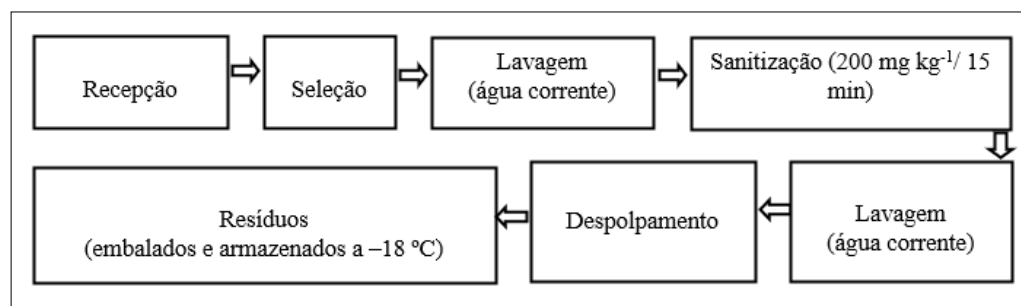 Recepção
Seleção
Lavagem
(água corrente)
Sanitização (200 mg kg⁻¹/ 15
min)
Lavagem
(água corrente)
Despolpamento
Resíduos
(embalados e armazenados a –18 ºC)